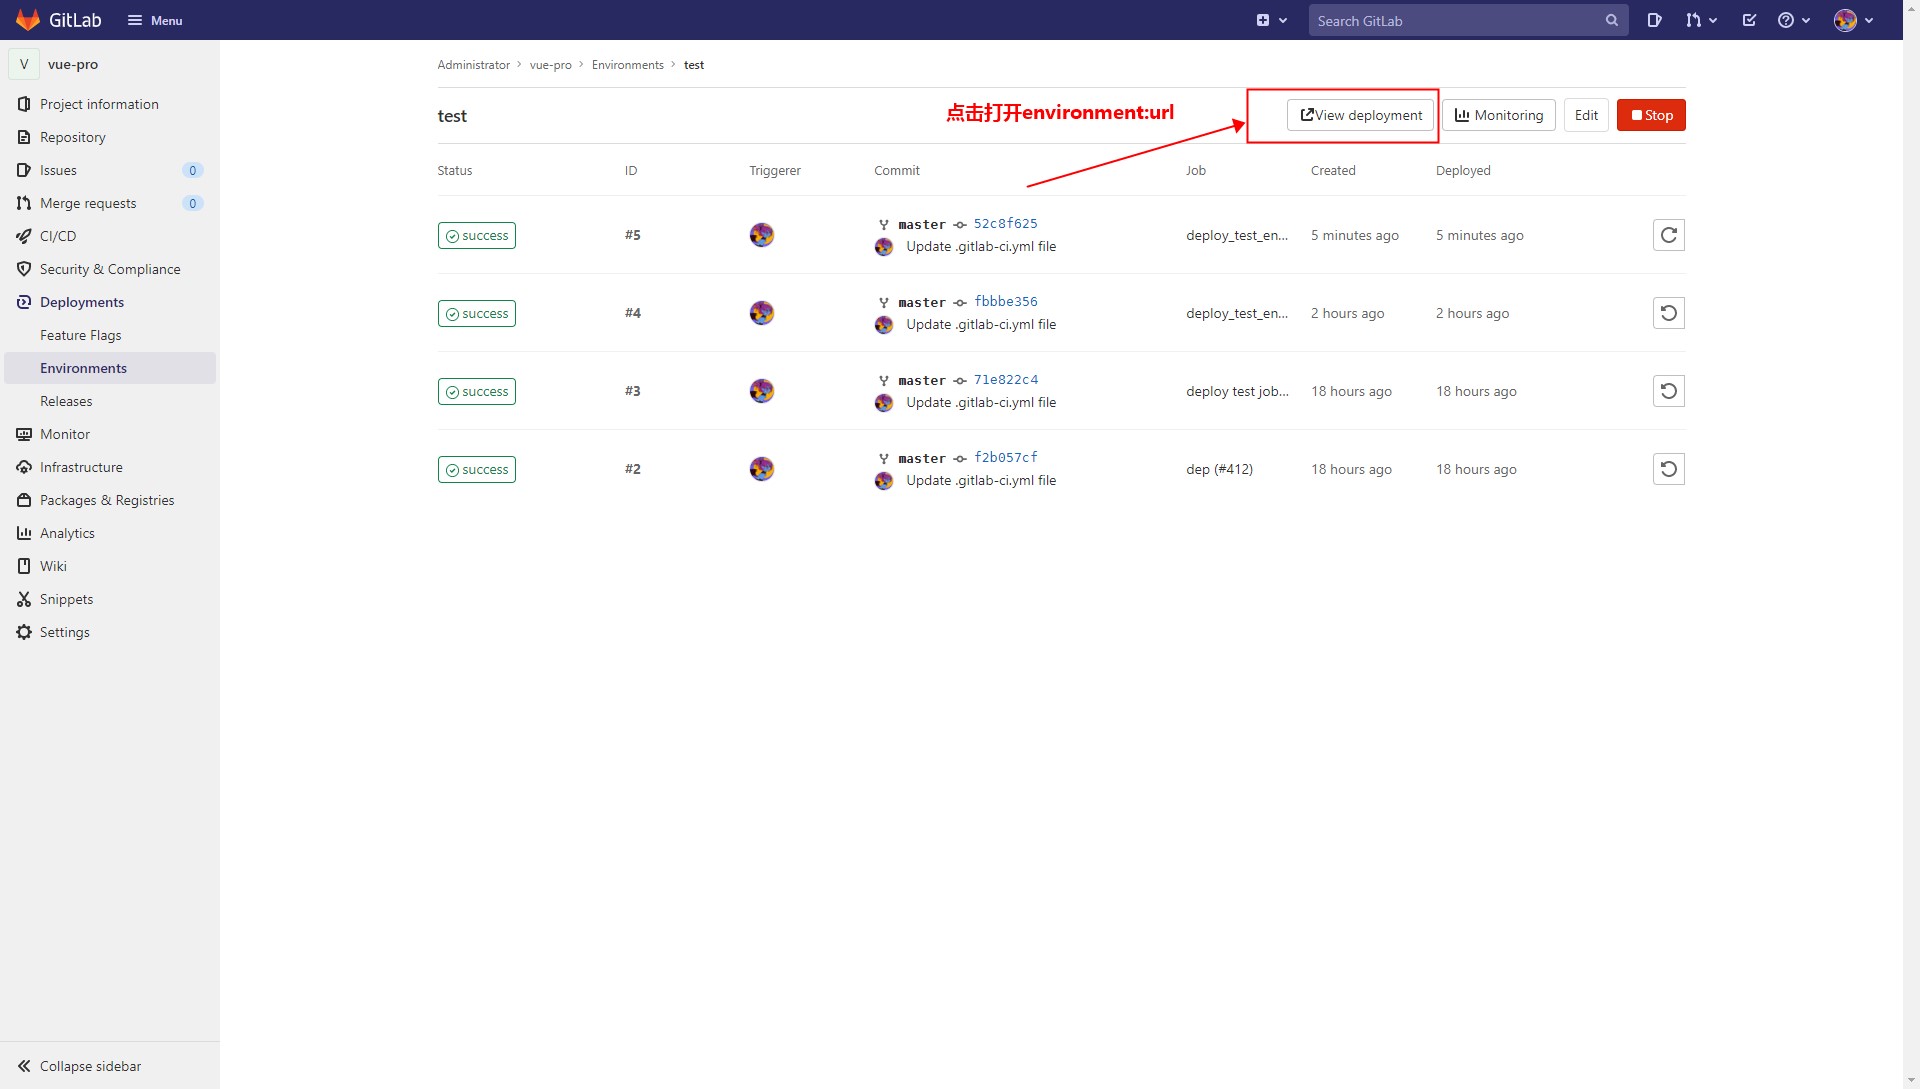 GitLab Menu Search GitLab
V vue-pro
Project information
Repository
Issues 0
Merge requests 0
CI/CD
Security & Compliance
Deployments
Feature Flags
Environments
Releases
Monitor
Infrastructure
Packages & Registries
Analytics
Wiki
Snippets
Settings
Collapse sidebar
Administrator > vue-pro > Environments > test
test 点击打开environment:url View deployment Monitoring Edit Stop
Status ID Triggerer Commit Job Created Deployed
success #5 master 52c8f625 deploy_test_en... 5 minutes ago 5 minutes ago
Update .gitlab-ci.yml file
success #4 master fbbbe356 deploy_test_en... 2 hours ago 2 hours ago
Update .gitlab-ci.yml file
success #3 master 71e822c4 deploy test job... 18 hours ago 18 hours ago
Update .gitlab-ci.yml file
success #2 master f2b057cf dep (#412) 18 hours ago 18 hours ago
Update .gitlab-ci.yml file